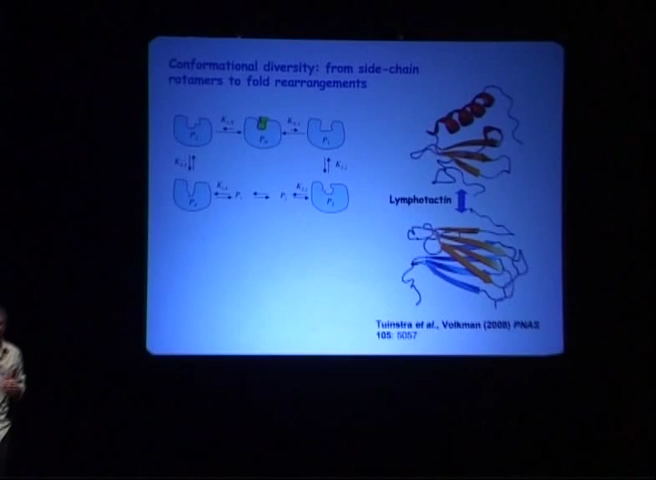 Conformational diversity: from side-chain
rotamers to fold rearrangements
Lymphotactin
Tuinstra et al., Volkman (2008) PNAS
105: 5057